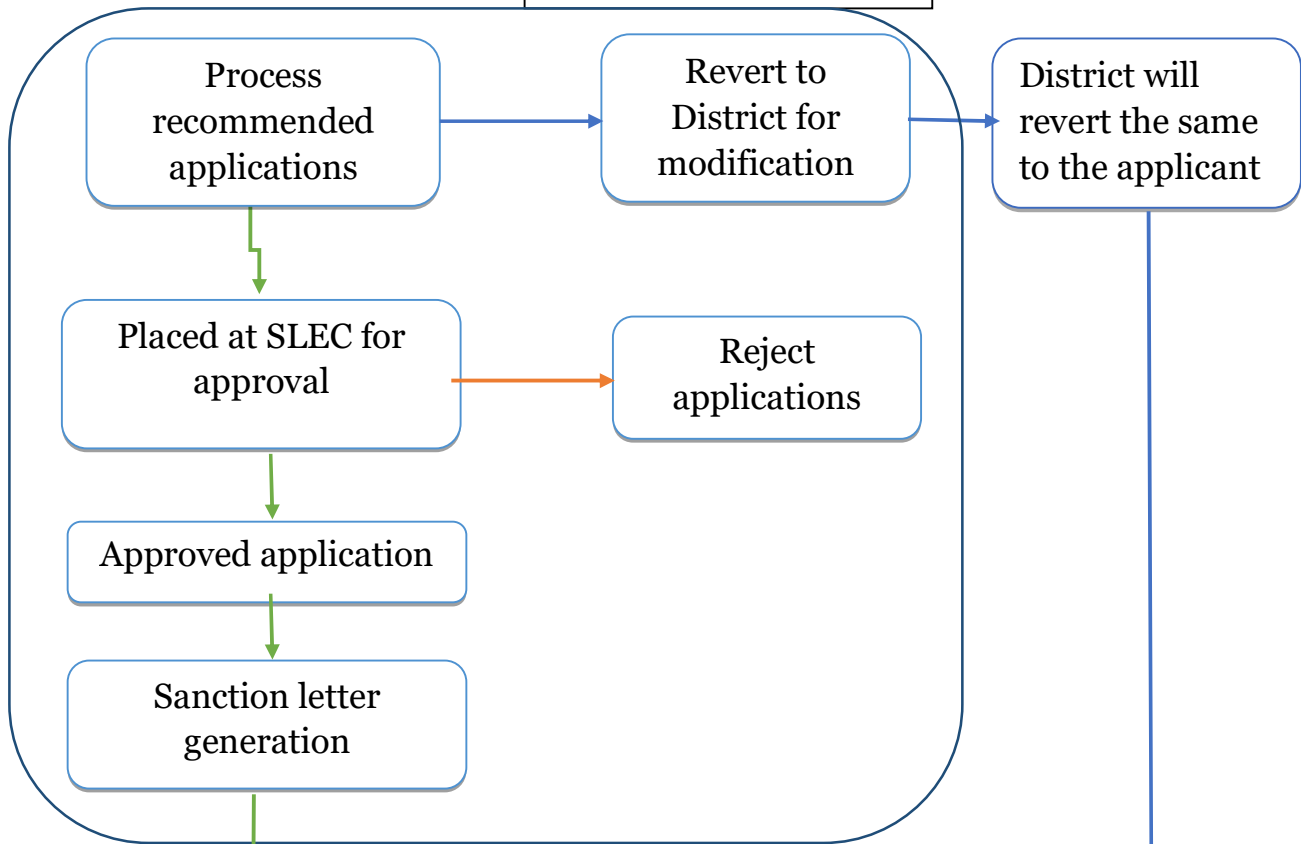 Process
recommended
applications
Revert to
District for
modification
District will
revert the same
to the applicant
Placed at SLEC for
approval
Reject
applications
Approved application
Sanction letter
generation